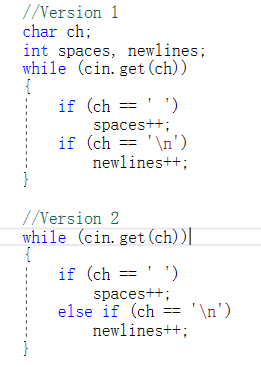 //Version 1
char ch;
int spaces, newlines;
while (cin.get(ch))
{
    if (ch == ' ')
        spaces++;
    if (ch == '\n')
        newlines++;
}

//Version 2
while (cin.get(ch))
{
    if (ch == ' ')
        spaces++;
    else if (ch == '\n')
        newlines++;
}